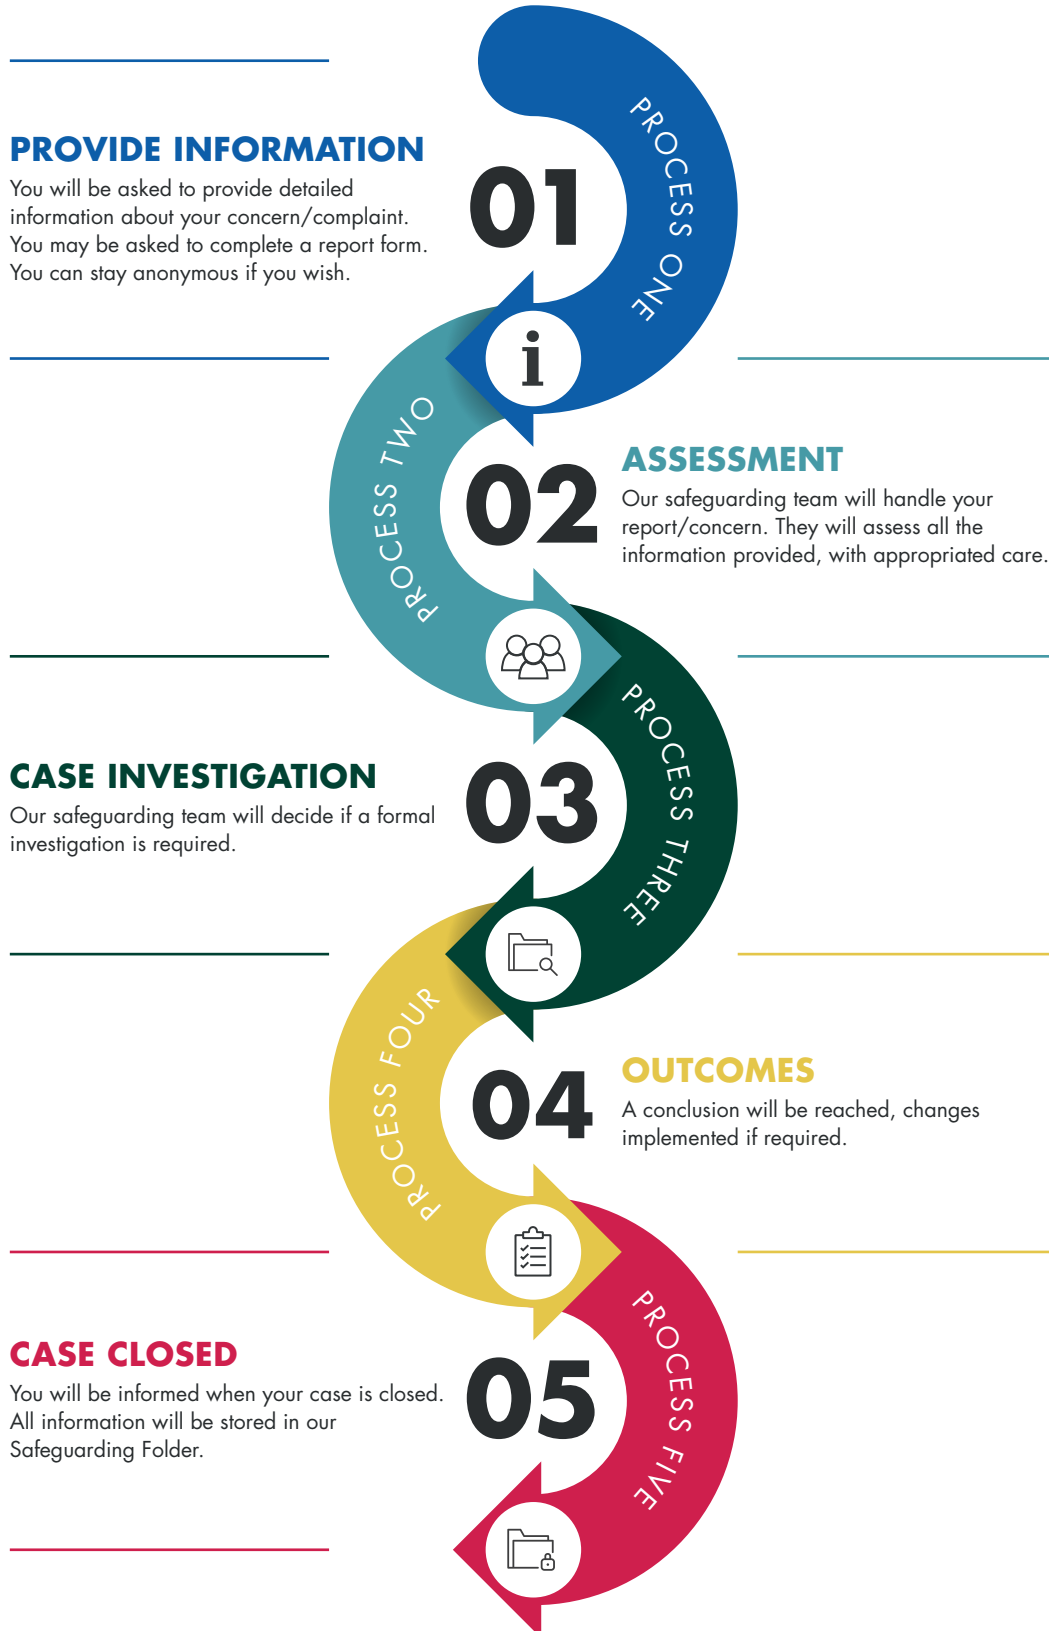 PROCESS ONE
PROVIDE INFORMATION
You will be asked to provide detailed
information about your concern/complaint.
You may be asked to complete a report form.
You can stay anonymous if you wish.
01
i
PROCESS TWO
02
ASSESSMENT
Our safeguarding team will handle your
report/concern. They will assess all the
information provided, with appropriated care.
PROCESS THREE
CASE INVESTIGATION
Our safeguarding team will decide if a formal
investigation is required.
03
PROCESS FOUR
04
OUTCOMES
A conclusion will be reached, changes
implemented if required.
PROCESS FIVE
CASE CLOSED
You will be informed when your case is closed.
All information will be stored in our
Safeguarding Folder.
05